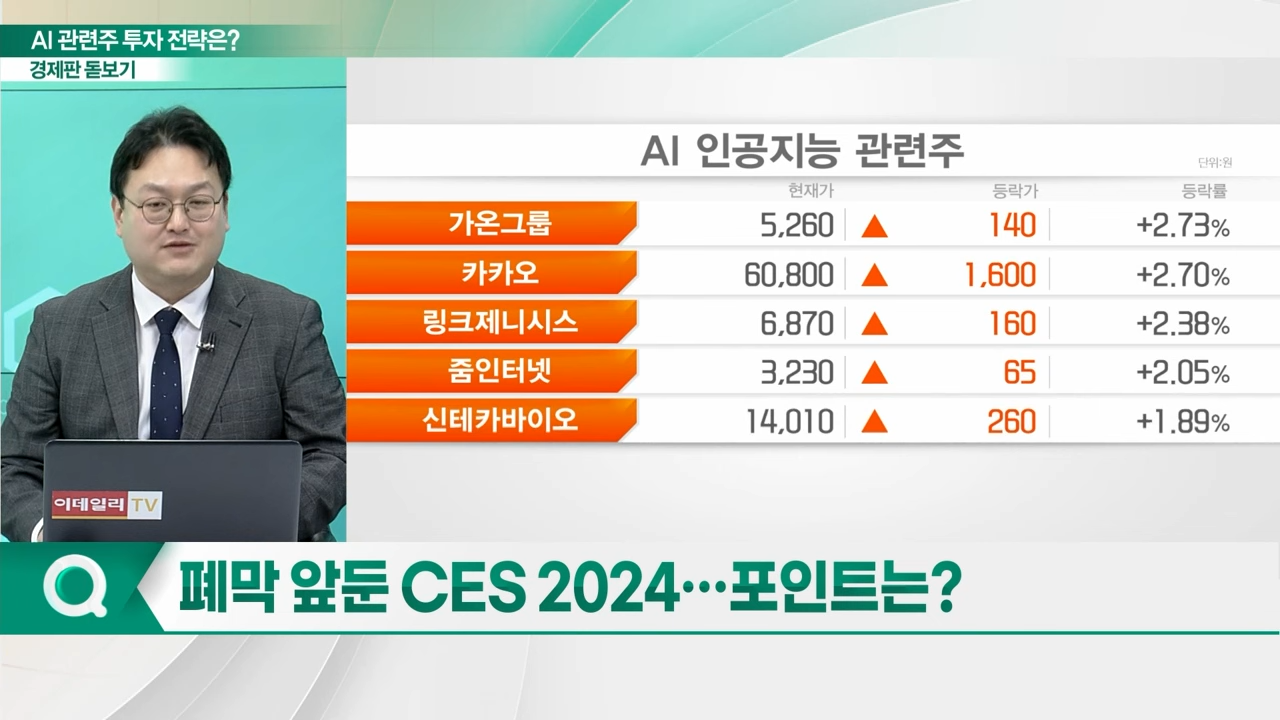 AI 관련주 투자 전략은?
경제판 돋보기
AI 인공지능 관련주
단위:원
현재가 등락가 등락률
가온그룹 5,260 ▲ 140 +2.73%
카카오 60,800 ▲ 1,600 +2.70%
링크제니시스 6,870 ▲ 160 +2.38%
줌인터넷 3,230 ▲ 65 +2.05%
신테카바이오 14,010 ▲ 260 +1.89%
이데일리TV
폐막 앞둔 CES 2024…포인트는?